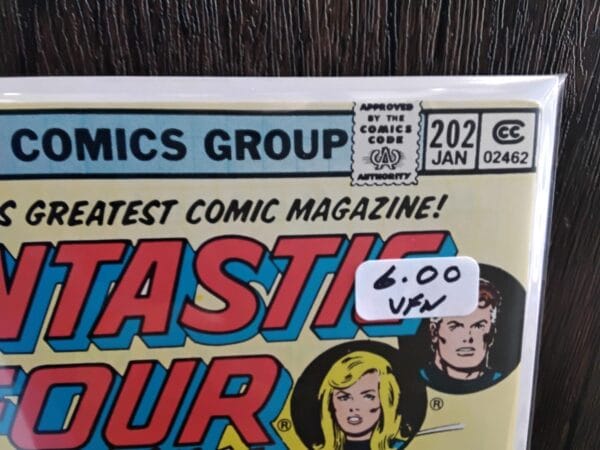 COMICS GROUP
APPROVED
BY THE
COMICS
CODE
CA
AUTHORITY
202
JAN
CC
02462
S GREATEST COMIC MAGAZINE!
NTASTIC
6.00
VFN
FOUR
®
®